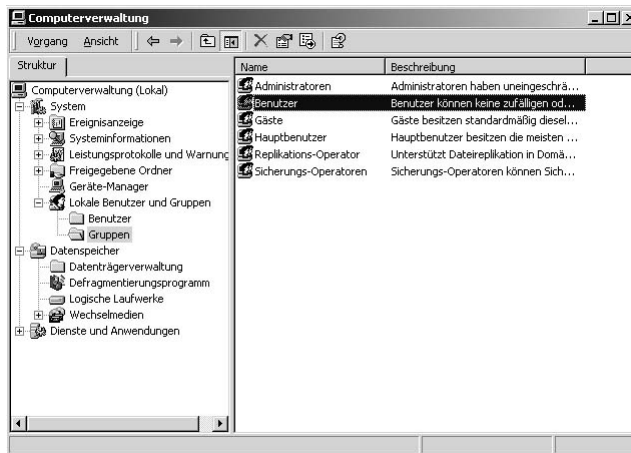 Computerverwaltung
Vorgang Ansicht
Struktur
Computerverwaltung (Lokal)
System
Ereignisanzeige
Systeminformationen
Leistungsprotokolle und Warnung
Freigegebene Ordner
Geräte-Manager
Lokale Benutzer und Gruppen
Benutzer
Gruppen
Datenspeicher
Datenträgerverwaltung
Defragmentierungsprogramm
Logische Laufwerke
Wechselmedien
Dienste und Anwendungen
Name Beschreibung
Administratoren Administratoren haben uneingeschrä...
Benutzer Benutzer können keine zufälligen od...
Gäste Gäste besitzen standardmäßig diesel...
Hauptbenutzer Hauptbenutzer besitzen die meisten ...
Replikations-Operator Unterstützt Dateireplikation in Domä...
Sicherungs-Operatoren Sicherungs-Operatoren können Sich...